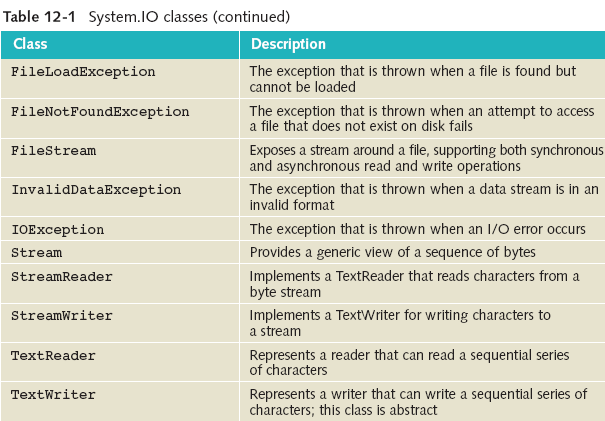 Table 12-1 System.IO classes (continued)
Class Description
FileLoadException The exception that is thrown when a file is found but
cannot be loaded
FileNotFoundException The exception that is thrown when an attempt to access
a file that does not exist on disk fails
FileStream Exposes a stream around a file, supporting both synchronous
and asynchronous read and write operations
InvalidDataException The exception that is thrown when a data stream is in an
invalid format
IOException The exception that is thrown when an I/O error occurs
Stream Provides a generic view of a sequence of bytes
StreamReader Implements a TextReader that reads characters from a
byte stream
StreamWriter Implements a TextWriter for writing characters to
a stream
TextReader Represents a reader that can read a sequential series
of characters
TextWriter Represents a writer that can write a sequential series of
characters; this class is abstract